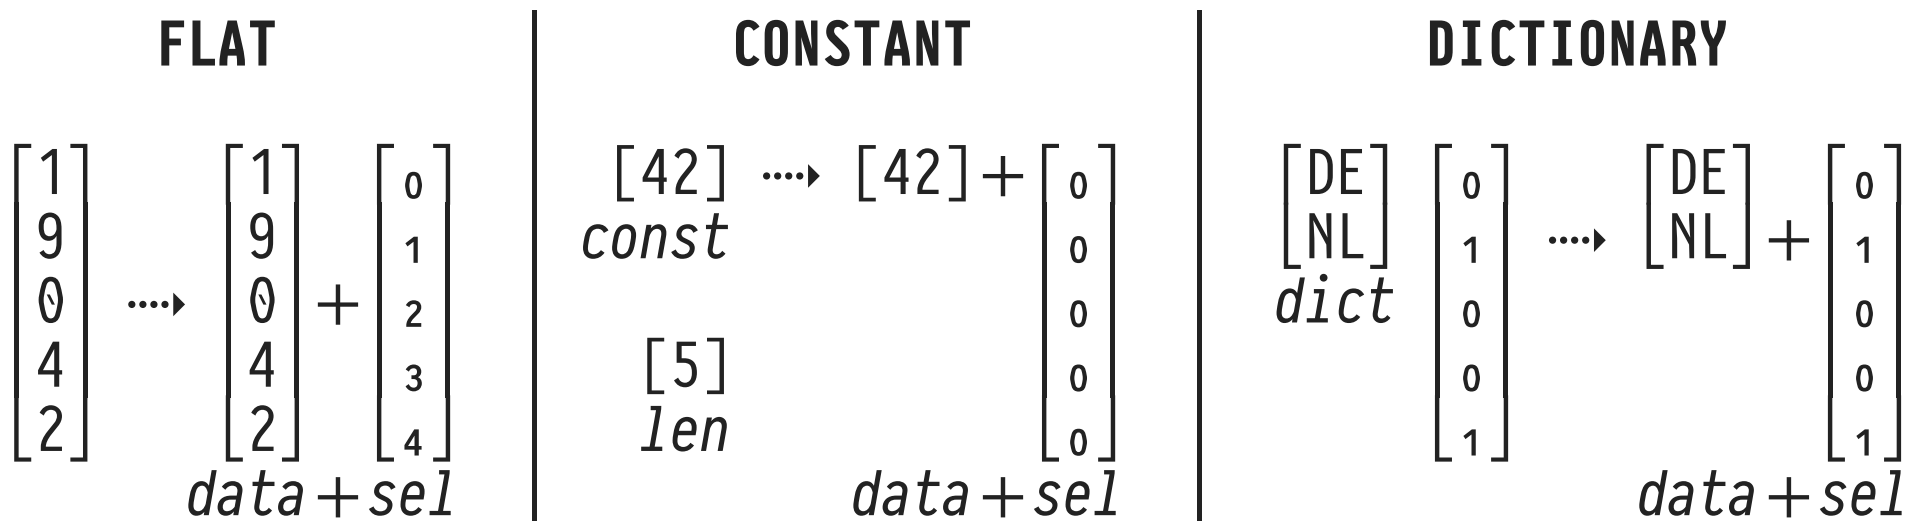 FLAT
1 1 0
9 9 1
0 0 + 2
4 4 3
2 2 4
data+sel
CONSTANT
[42] [42]+ 0
const 0
0
[5] 0
len 0
data+sel
DICTIONARY
DE 0 DE 0
NL 1 NL + 1
dict 0 0
0 0
1 1
data+sel